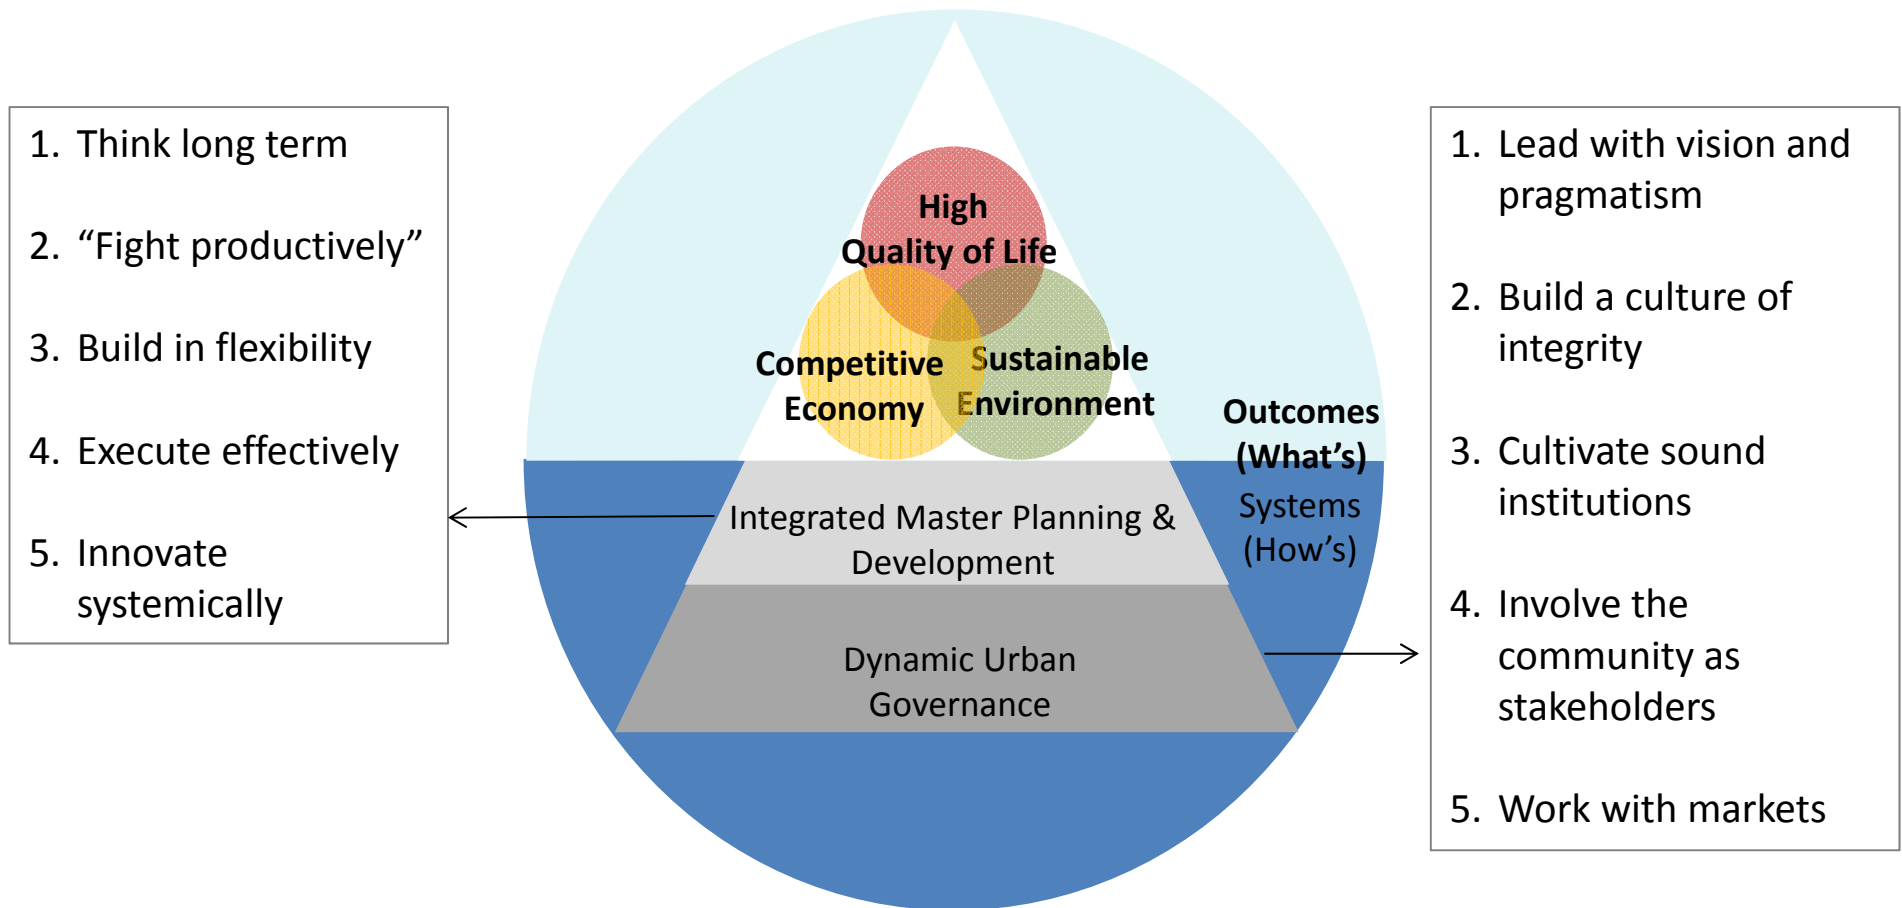 1. Think long term
2. “Fight productively”
3. Build in flexibility
4. Execute effectively
5. Innovate
systemically
High
Quality of Life
Competitive
Economy
Sustainable
Environment
Outcomes
(What’s)
Systems
(How’s)
Integrated Master Planning &
Development
Dynamic Urban
Governance
1. Lead with vision and
pragmatism
2. Build a culture of
integrity
3. Cultivate sound
institutions
4. Involve the
community as
stakeholders
5. Work with markets